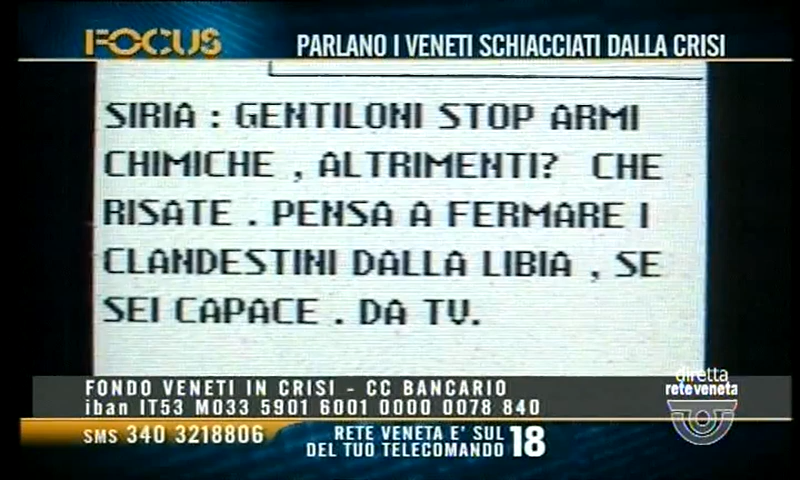 FOCUS
PARLANO I VENETI SCHIACCIATI DALLA CRISI
SIRIA : GENTILONI STOP ARMI
CHIMICHE , ALTRIMENTI? CHE
RISATE . PENSA A FERMARE I
CLANDESTINI DALLA LIBIA , SE
SEI CAPACE . DA TV.
diretta
reteveneta
FONDO VENETI IN CRISI - CC BANCARIO
iban IT53 M033 5901 6001 0000 0078 840
SMS 340 3218806
RETE VENETA E' SUL 18
DEL TUO TELECOMANDO